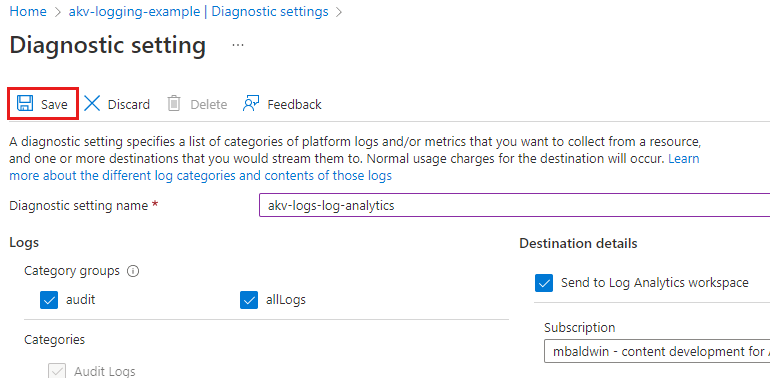 Home > akv-logging-example | Diagnostic settings >
Diagnostic setting ...
Save Discard Delete Feedback
A diagnostic setting specifies a list of categories of platform logs and/or metrics that you want to collect from a resource,
and one or more destinations that you would stream them to. Normal usage charges for the destination will occur. Learn
more about the different log categories and contents of those logs
Diagnostic setting name * akv-logs-log-analytics
Logs
Category groups
audit allLogs
Categories
Audit Logs
Destination details
Send to Log Analytics workspace
Subscription
mbaldwin - content development for